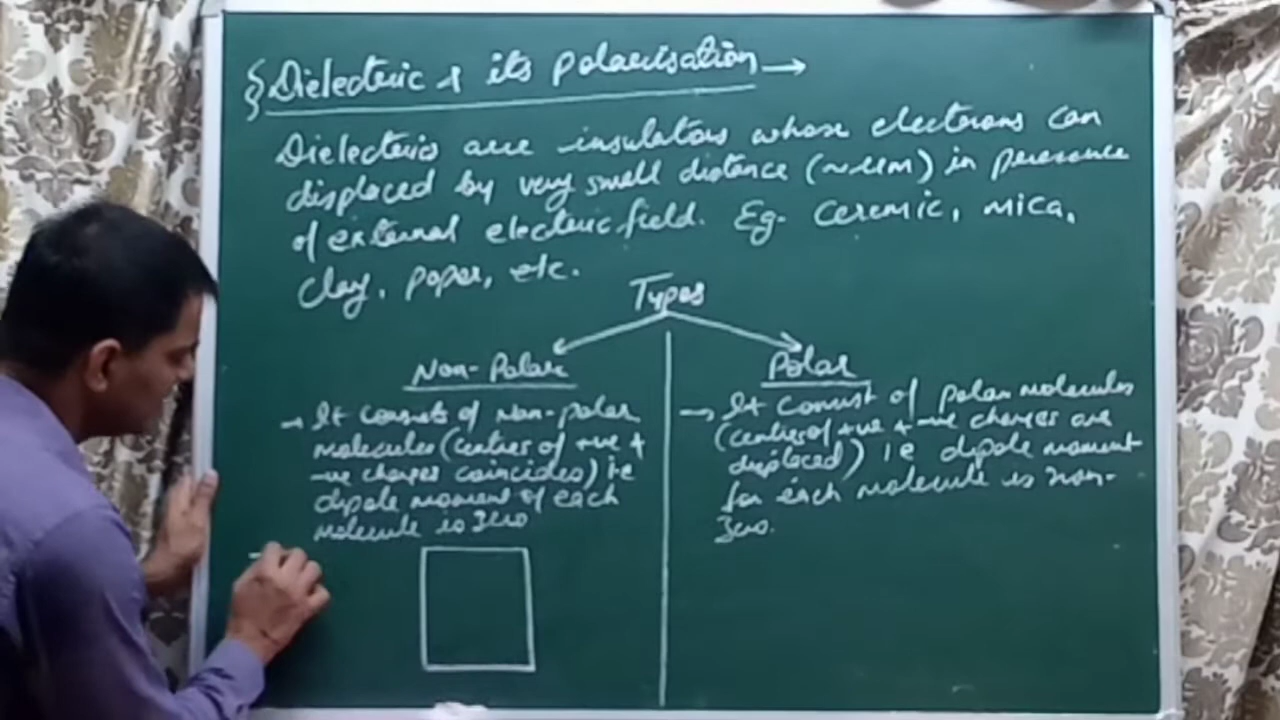 Dielectric & its polarisation →
Dielectrics are insulators whose electrons can
displaced by very small distance (~μm) in presence
of external electric field. Eg. Ceremic, mica,
clay, paper, etc.
Types
Non-Polar
→ It consists of non-polar
molecules (centres of +ve &
-ve charges coincides) i.e
dipole moment of each
molecule is zero
Polar
→ It consist of polar molecules
(centres of +ve & -ve charges are
displaced) i.e dipole moment
for each molecule is non-
zero.